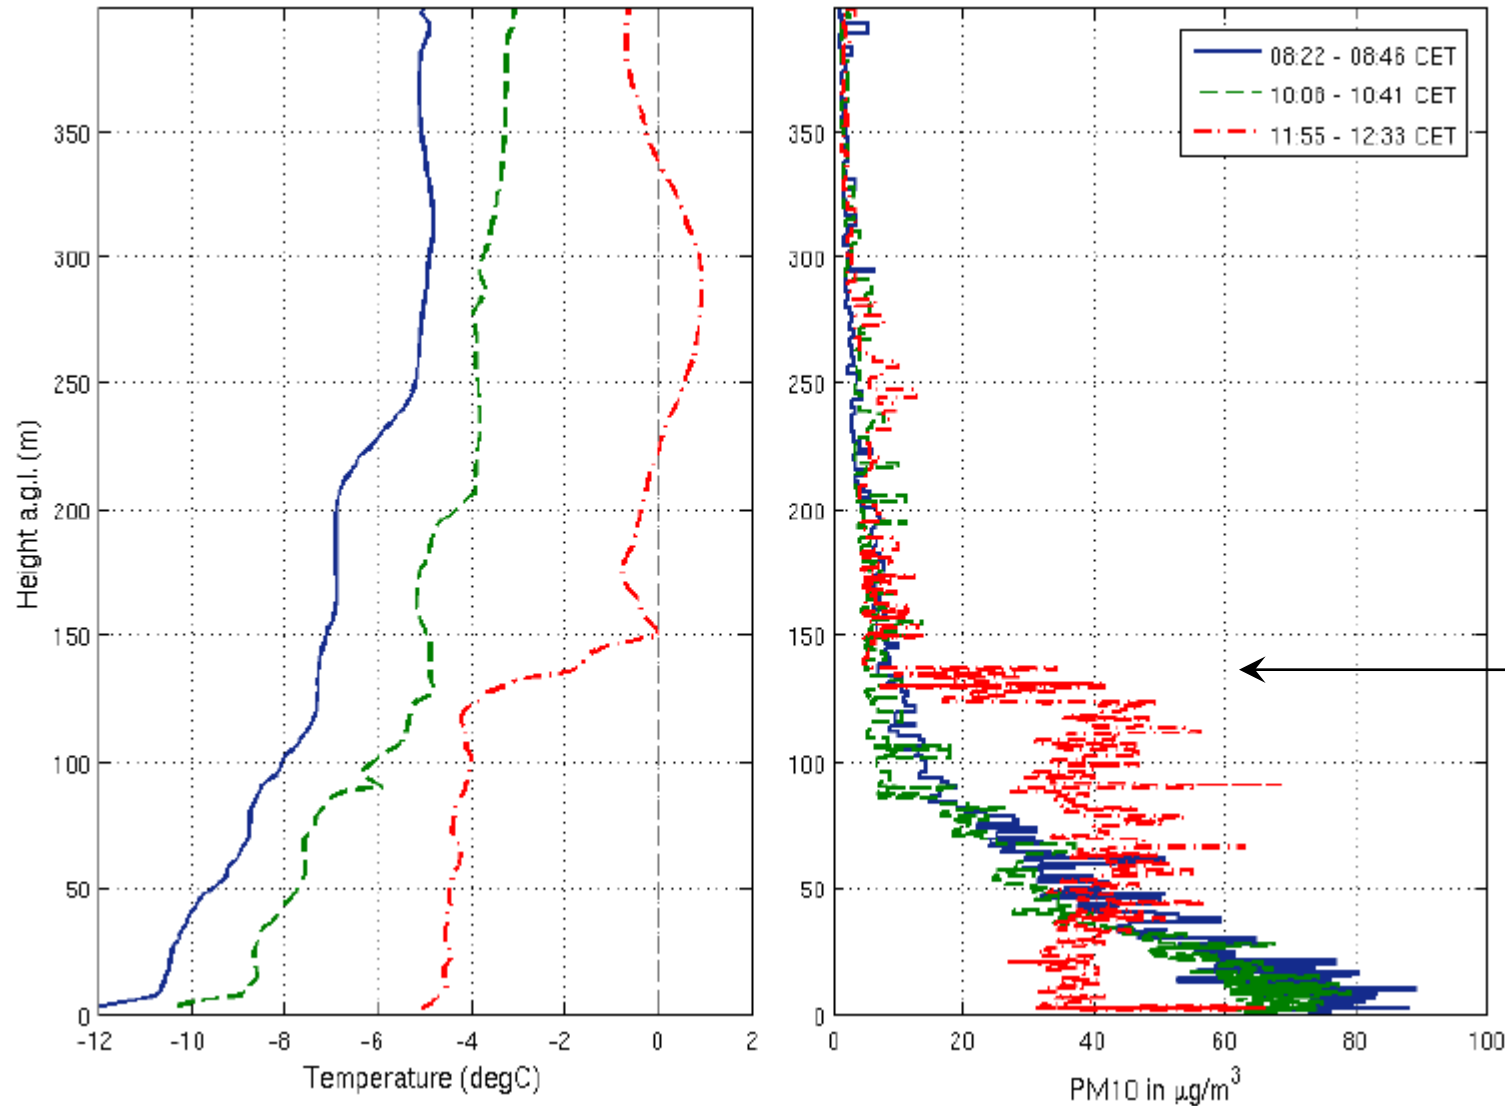 08:22 - 08:46 CET
10:08 - 10:41 CET
11:55 - 12:33 CET
350
300
250
200
150
100
50
0
350
300
250
200
150
100
50
0
Height a.g.l. (m)
-12 -10 -8 -6 -4 -2 0 2
0 20 40 60 80 100
Temperature (degC)
PM10 in μg/m³